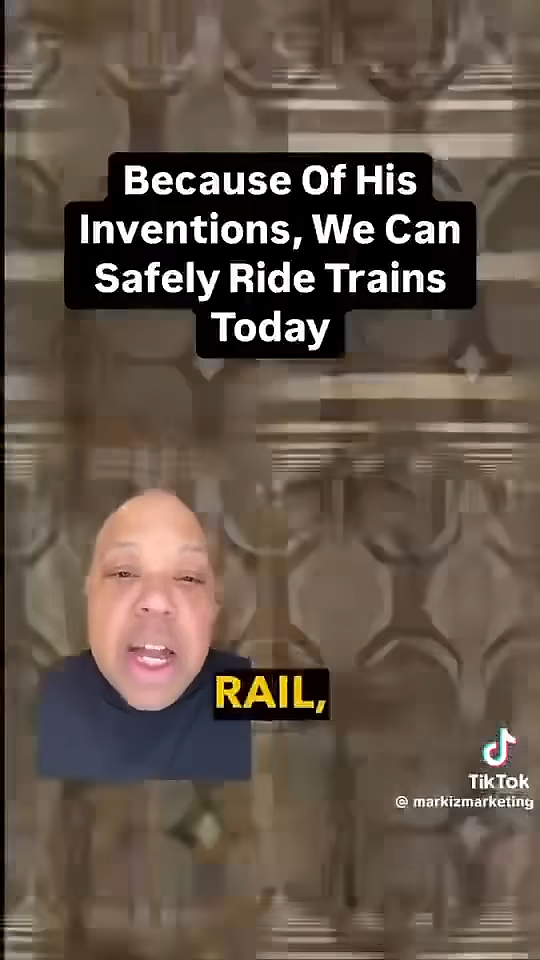 Because Of His
Inventions, We Can
Safely Ride Trains
Today
RAIL,
TikTok
@ markizmarketing